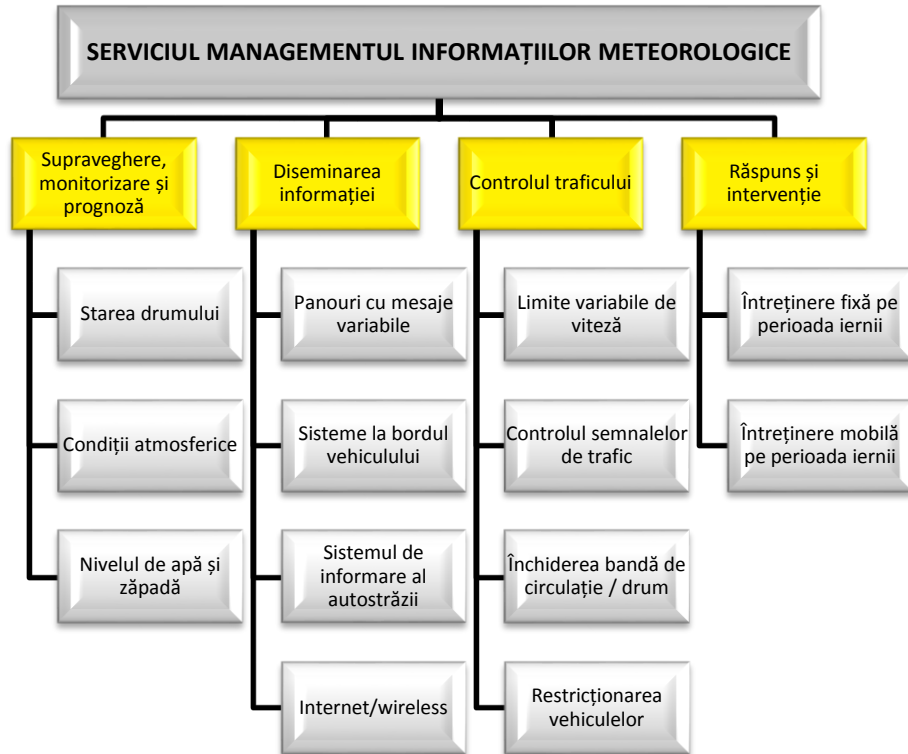 SERVICIUL MANAGEMENTUL INFORMAȚIILOR METEOROLOGICE
Supraveghere,
monitorizare și
prognoză
Starea drumului
Condiții atmosferice
Nivelul de apă și
zăpadă
Diseminarea
informației
Panouri cu mesaje
variabile
Sisteme la bordul
vehiculului
Sistemul de
informare al
autostrăzii
Internet/wireless
Controlul traficului
Limite variabile de
viteză
Controlul semnalelor
de trafic
Închiderea bandă de
circulație / drum
Restricționarea
vehiculelor
Răspuns și
intervenție
Întreținere fixă pe
perioada iernii
Întreținere mobilă
pe perioada iernii